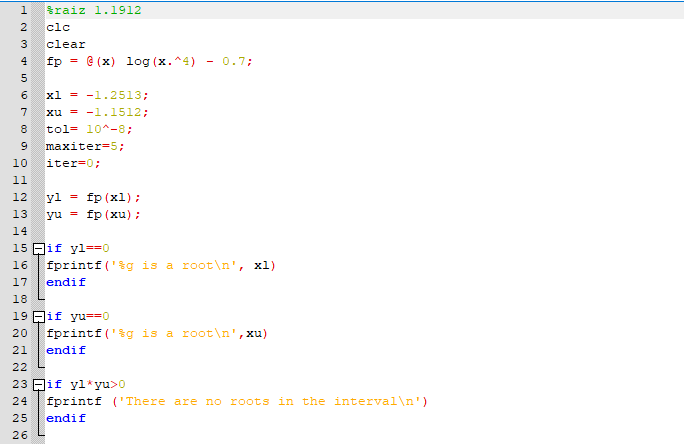 1 %raiz 1.1912
2 clc
3 clear
4 fp = @(x) log(x.^4) - 0.7;
5
6 xl = -1.2513;
7 xu = -1.1512;
8 tol= 10^-8;
9 maxiter=5;
10 iter=0;
11
12 yl = fp(xl);
13 yu = fp(xu);
14
15 if yl==0
16 fprintf('%g is a root\n', xl)
17 endif
18
19 if yu==0
20 fprintf('%g is a root\n',xu)
21 endif
22
23 if yl*yu>0
24 fprintf ('There are no roots in the interval\n')
25 endif
26